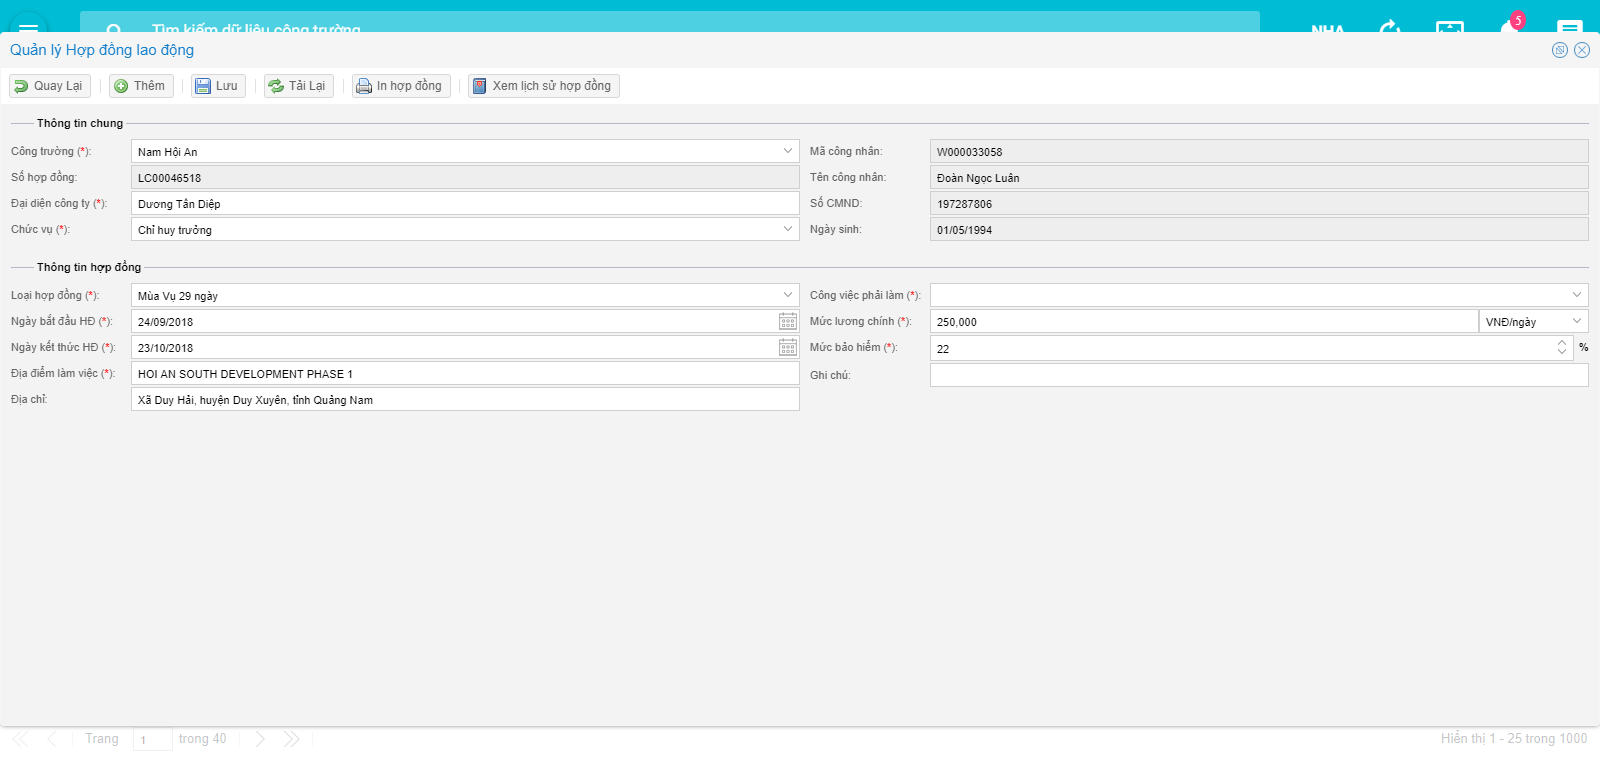 Tìm kiếm dữ liệu công trường
NHA
5
Quản lý Hợp đồng lao động
Quay Lại
Thêm
Lưu
Tải Lại
In hợp đồng
Xem lịch sử hợp đồng
Thông tin chung
Công trường (*): Nam Hội An
Mã công nhân: W000033058
Số hợp đồng: LC00046518
Tên công nhân: Đoàn Ngọc Luân
Đại diện công ty (*): Dương Tấn Diệp
Số CMND: 197287806
Chức vụ (*): Chỉ huy trưởng
Ngày sinh: 01/05/1994
Thông tin hợp đồng
Loại hợp đồng (*): Mùa Vụ 29 ngày
Công việc phải làm (*):
Ngày bắt đầu HĐ (*): 24/09/2018
Mức lương chính (*): 250,000 VNĐ/ngày
Ngày kết thức HĐ (*): 23/10/2018
Mức bảo hiểm (*): 22 %
Địa điểm làm việc (*): HOI AN SOUTH DEVELOPMENT PHASE 1
Ghi chú:
Địa chỉ: Xã Duy Hải, huyện Duy Xuyên, tỉnh Quảng Nam
Trang 1 trong 40
Hiển thị 1 - 25 trong 1000